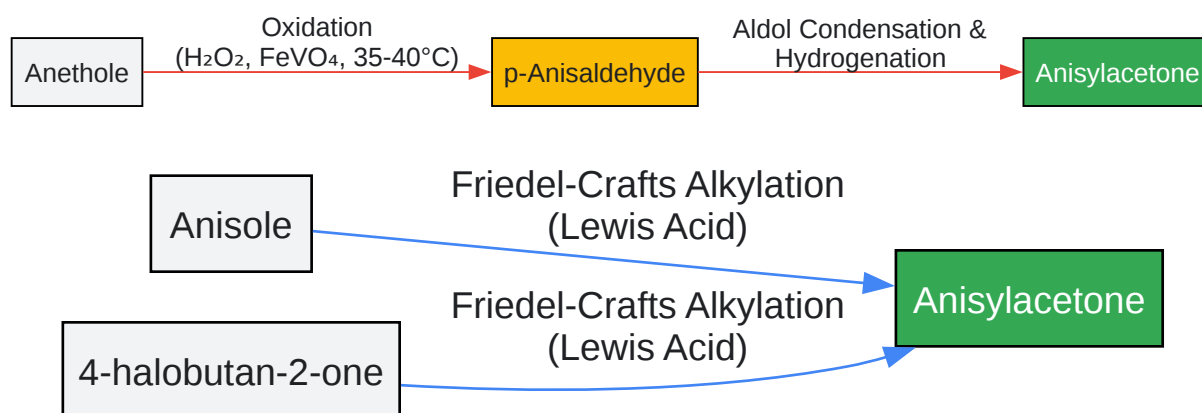 Oxidation
(H₂O₂, FeVO₄, 35-40°C)
Aldol Condensation &
Hydrogenation
Anethole
p-Anisaldehyde
Anisylacetone
Friedel-Crafts Alkylation
(Lewis Acid)
Anisole
Anisylacetone
Friedel-Crafts Alkylation
(Lewis Acid)
4-halobutan-2-one